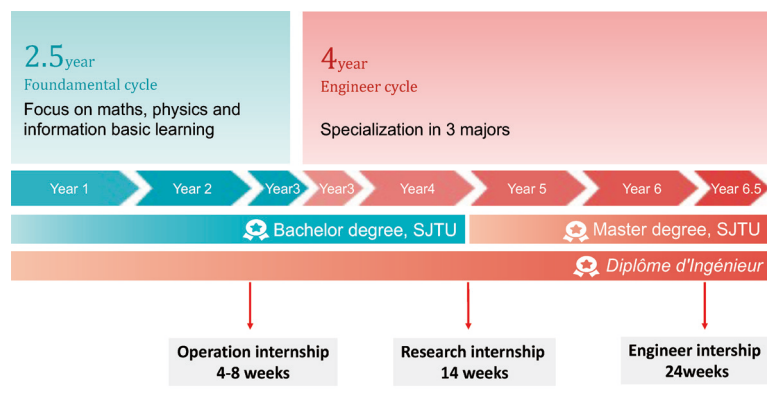 2.5year
Foundamental cycle
Focus on maths, physics and
information basic learning
4year
Engineer cycle
Specialization in 3 majors
Year 1
Year 2
Year3
Year3
Year4
Year 5
Year 6
Year 6.5
Bachelor degree, SJTU
Master degree, SJTU
Diplôme d'Ingénieur
Operation internship
4-8 weeks
Research internship
14 weeks
Engineer intership
24weeks